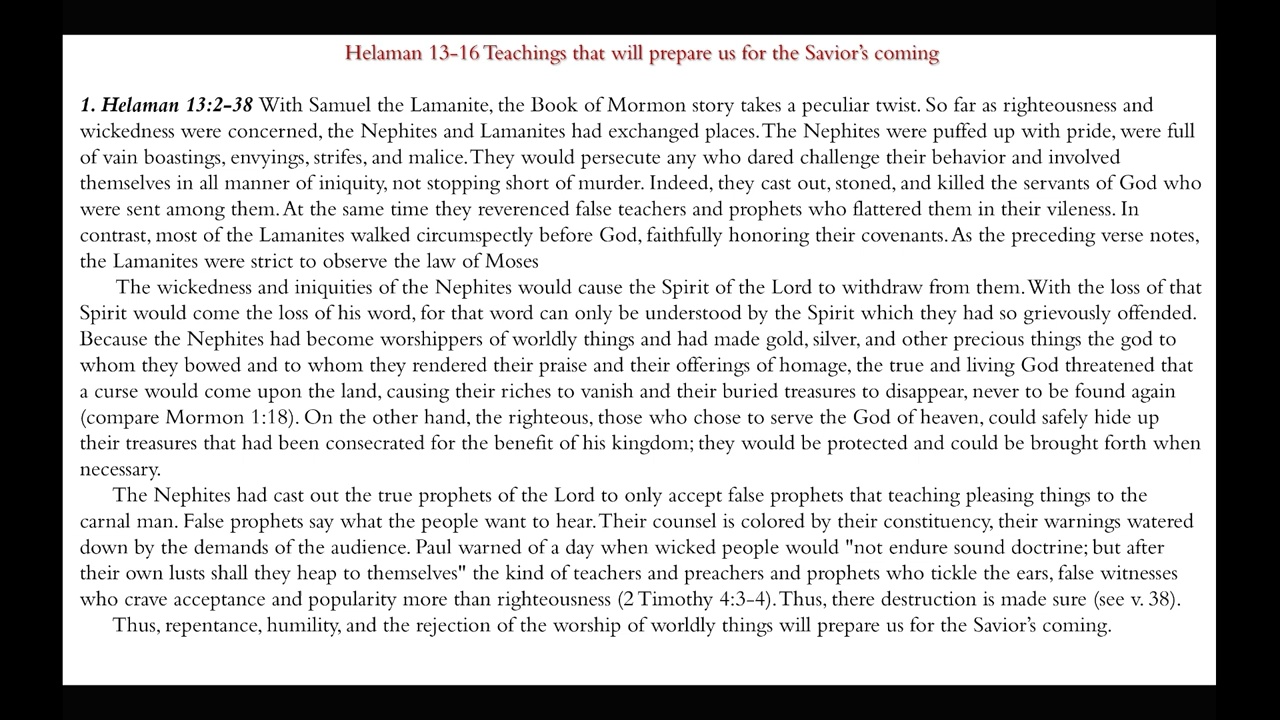 Helaman 13-16 Teachings that will prepare us for the Savior's coming
1. Helaman 13:2-38 With Samuel the Lamanite, the Book of Mormon story takes a peculiar twist. So far as righteousness and
wickedness were concerned, the Nephites and Lamanites had exchanged places. The Nephites were puffed up with pride, were full
of vain boastings, envyings, strifes, and malice. They would persecute any who dared challenge their behavior and involved
themselves in all manner of iniquity, not stopping short of murder. Indeed, they cast out, stoned, and killed the servants of God who
were sent among them. At the same time they reverenced false teachers and prophets who flattered them in their vileness. In
contrast, most of the Lamanites walked circumspectly before God, faithfully honoring their covenants. As the preceding verse notes,
the Lamanites were strict to observe the law of Moses
The wickedness and iniquities of the Nephites would cause the Spirit of the Lord to withdraw from them. With the loss of that
Spirit would come the loss of his word, for that word can only be understood by the Spirit which they had so grievously offended.
Because the Nephites had become worshippers of worldly things and had made gold, silver, and other precious things the god to
whom they bowed and to whom they rendered their praise and their offerings of homage, the true and living God threatened that
a curse would come upon the land, causing their riches to vanish and their buried treasures to disappear, never to be found again
(compare Mormon 1:18). On the other hand, the righteous, those who chose to serve the God of heaven, could safely hide up
their treasures that had been consecrated for the benefit of his kingdom; they would be protected and could be brought forth when
necessary.
The Nephites had cast out the true prophets of the Lord to only accept false prophets that teaching pleasing things to the
carnal man. False prophets say what the people want to hear. Their counsel is colored by their constituency, their warnings watered
down by the demands of the audience. Paul warned of a day when wicked people would "not endure sound doctrine; but after
their own lusts shall they heap to themselves" the kind of teachers and preachers and prophets who tickle the ears, false witnesses
who crave acceptance and popularity more than righteousness (2 Timothy 4:3-4). Thus, there destruction is made sure (see v. 38).
Thus, repentance, humility, and the rejection of the worship of worldly things will prepare us for the Savior's coming.